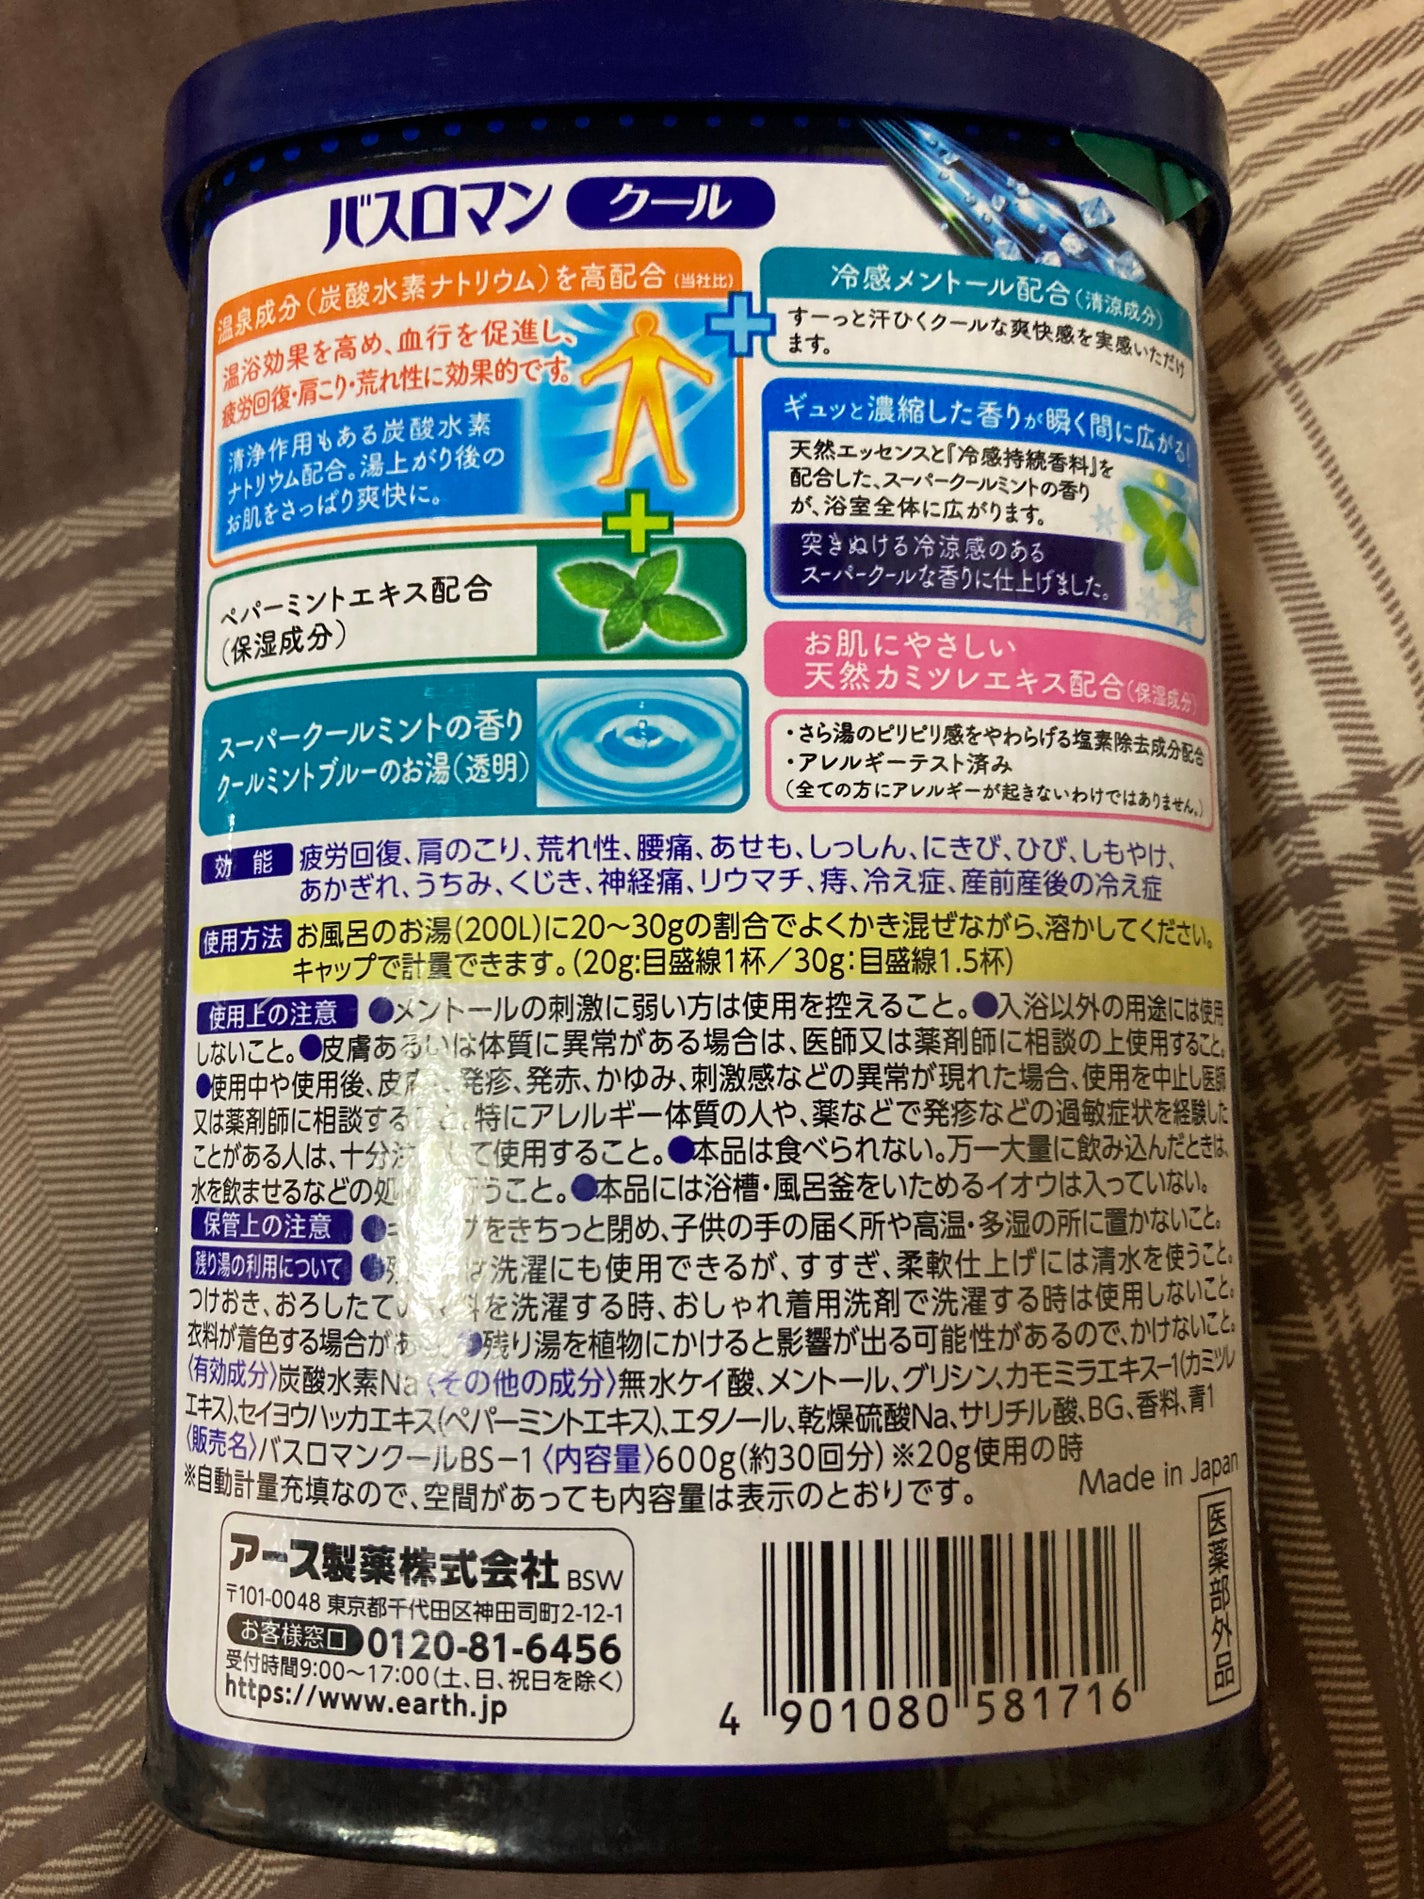 バスロマン クール
温泉成分(炭酸水素ナトリウム)を高配合(当社比)
温浴効果を高め、血行を促進し、
疲労回復・肩こり・荒れ性に効果的です。
清浄作用もある炭酸水素
ナトリウム配合。湯上がり後の
お肌をさっぱり爽快に。
ペパーミントエキス配合
(保湿成分)
スーパークールミントの香り
クールミントブルーのお湯(透明)
冷感メントール配合(清涼成分)
すーっと汗ひくクールな爽快感を実感いただけ
ます。
ギュッと濃縮した香りが瞬く間に広がる!
天然エッセンスと『冷感持続香料』を
配合した、スーパークールミントの香り
が、浴室全体に広がります。
突きぬける冷涼感のある
スーパークールな香りに仕上げました。
お肌にやさしい
天然カミツレエキス配合(保湿成分)
・さら湯のピリピリ感をやわらげる塩素除去成分配合
・アレルギーテスト済み
(全ての方にアレルギーが起きないわけではありません。)
効 能 疲労回復、肩のこり、荒れ性、腰痛、あせも、しっしん、にきび、ひび、しもやけ、
あかぎれ、うちみ、くじき、神経痛、リウマチ、痔、冷え症、産前産後の冷え症
使用方法 お風呂のお湯(200L)に20〜30gの割合でよくかき混ぜながら、溶かしてください。
キャップで計量できます。(20g:目盛線1杯/30g:目盛線1.5杯)
使用上の注意 ●メントールの刺激に弱い方は使用を控えること。●入浴以外の用途には使用
しないこと。●皮膚あるいは体質に異常がある場合は、医師又は薬剤師に相談の上使用すること。
●使用中や使用後、皮 発疹、発赤、かゆみ、刺激感などの異常が現れた場合、使用を中止し医師
又は薬剤師に相談すること。特にアレルギー体質の人や、薬などで発疹などの過敏症状を経験した
ことがある人は、十分注 して使用すること。●本品は食べられない。万一大量に飲み込んだときは、
水を飲ませるなどの処 行うこと。●本品には浴槽・風呂釜をいためるイオウは入っていない。
保管上の注意 ●キャップをきちっと閉め、子供の手の届く所や高温・多湿の所に置かないこと。
残り湯の利用について ●残 は洗濯にも使用できるが、すすぎ、柔軟仕上げには清水を使うこと。
つけおき、おろしたての 料を洗濯する時、おしゃれ着用洗剤で洗濯する時は使用しないこと。
衣料が着色する場合がある。●残り湯を植物にかけると影響が出る可能性があるので、かけないこと。
〈有効成分〉炭酸水素Na〈その他の成分〉無水ケイ酸、メントール、グリシン、カモミラエキス-1(カミツレ
エキス)、セイヨウハッカエキス(ペパーミントエキス)、エタノール、乾燥硫酸Na、サリチル酸、BG、香料、青1
〈販売名〉バスロマンクールBS-1〈内容量〉600g(約30回分)※20g使用の時
※自動計量充填なので、空間があっても内容量は表示のとおりです。
Made in Japan
アース製薬株式会社 BSW
〒101-0048 東京都千代田区神田司町2-12-1
お客様窓口 0120-81-6456
受付時間9:00〜17:00(土、日、祝日を除く)
https://www.earth.jp
4 901080 581716
医薬部外品